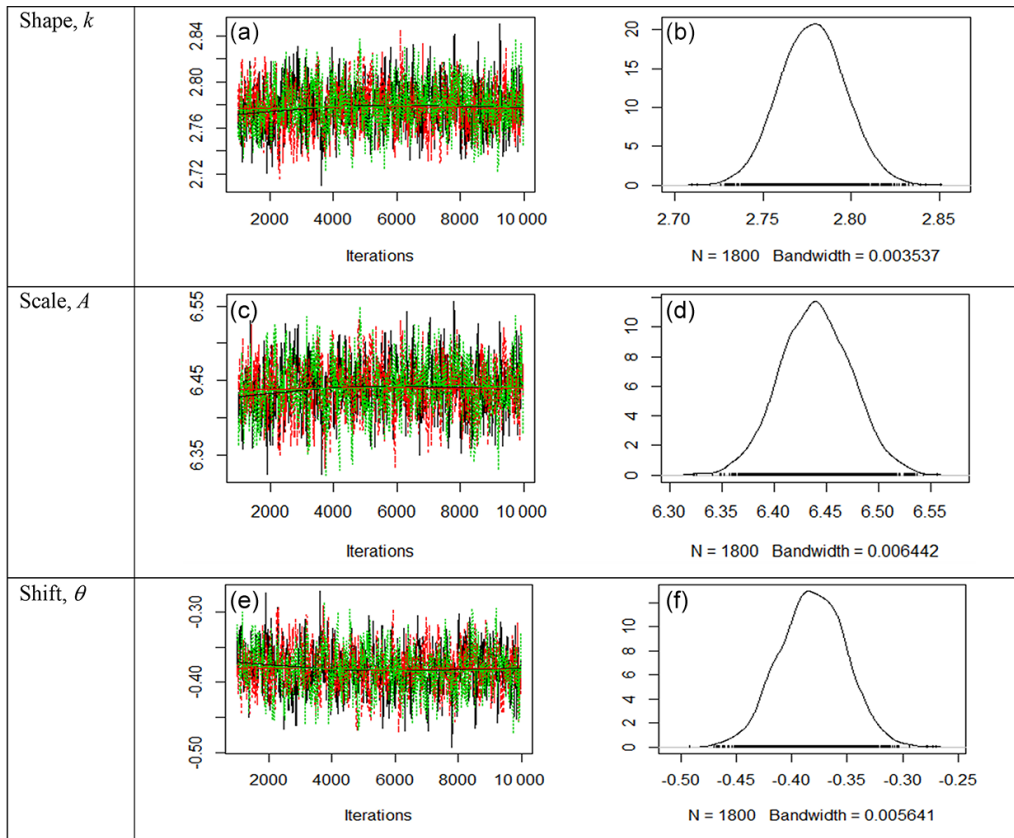 Shape, k
(a)
2.84
2.80
2.76
2.72
2000 4000 6000 8000 10 000
Iterations
(b)
20
15
10
5
0
2.70 2.75 2.80 2.85
N = 1800 Bandwidth = 0.003537
Scale, A
(c)
6.55
6.45
6.35
2000 4000 6000 8000 10 000
Iterations
(d)
10
8
6
4
2
0
6.30 6.35 6.40 6.45 6.50 6.55
N = 1800 Bandwidth = 0.006442
Shift, θ
(e)
-0.30
-0.40
-0.50
2000 4000 6000 8000 10 000
Iterations
(f)
10
8
6
4
2
0
-0.50 -0.45 -0.40 -0.35 -0.30 -0.25
N = 1800 Bandwidth = 0.005641